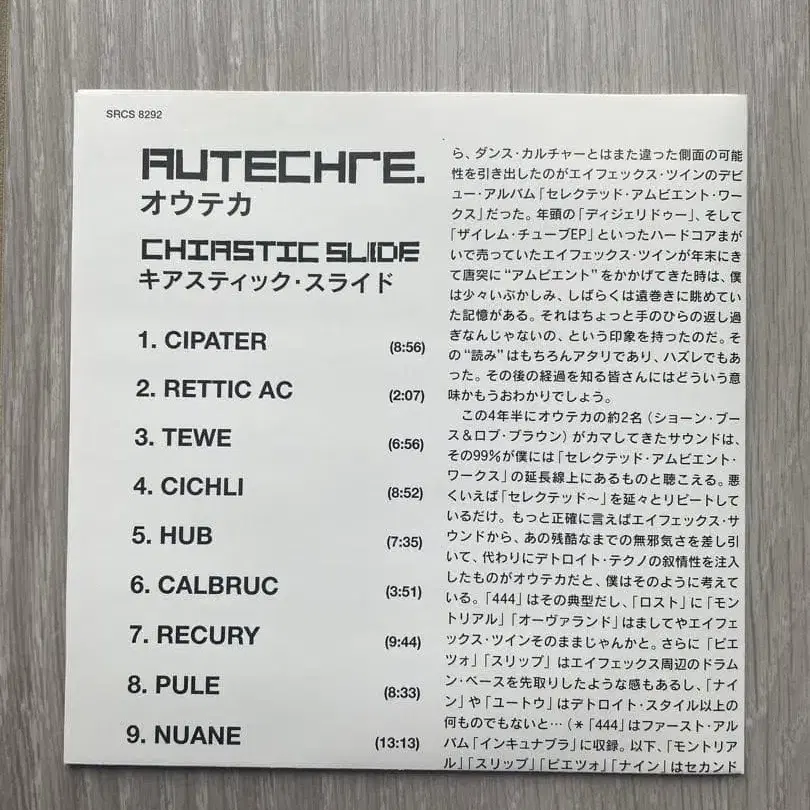 SRCS 8292
AUTECHRE.
オウテカ
CHIASTIC SLIDE
キアスティック・スライド
1. CIPATER (8:56)
2. RETTIC AC (2:07)
3. TEWE (6:56)
4. CICHLI (8:52)
5. HUB (7:35)
6. CALBRUC (3:51)
7. RECURY (9:44)
8. PULE (8:33)
9. NUANE (13:13)
ら、ダンス・カルチャーとはまた違った側面の可能
性を引き出したのがエイフェックス・ツインのデ
ビュー・アルバム「セレクテッド・アムビエント・ワー
クス」だった。年頭の「ディジェリドゥー」、そして
「ザイレム・チューブEP」といったハードコアまが
いで売っていたエイフェックス・ツインが年末にき
て唐突に“アムビエント”をかかげてきた時は、僕
は少々いぶかしみ、しばらくは遠巻きに眺めてい
た記憶がある。それはちょっと手のひらの返し過
ぎなんじゃないの、という印象を持ったのだ。そ
の“読み”はもちろんアタリであり、ハズレでもあ
った。その後の経過を知る皆さんにはどういう意
味かもうおわかりでしょう。
この4年半にオウテカの約2名（ショーン・ブー
ス＆ロブ・ブラウン）がカマしてきたサウンドは、
その99%が僕には「セレクテッド・アムビエント・
ワークス」の延長線上にあるものと聴こえる。悪
くいえば「セレクテッド〜」を延々とリピートして
いるだけ。もっと正確に言えばエイフェックス・サ
ウンドから、あの残酷なまでの無邪気さを差し引
いて、代わりにデトロイト・テクノの叙情性を注入
したものがオウテカだと、僕はそのように考えて
いる。「444」はその典型だし、「ロスト」に「モン
トリアル」「オーヴァランド」はましてやエイフェ
ックス・ツインそのままじゃんかと。さらに「ピエ
ツォ」「スリップ」はエイフェックス周辺のドラム
ン・ベースを先取りしたような感もあるし、「ナイ
ン」や「ユートウ」はデトロイト・スタイル以上の
何ものでもないと…（＊「444」はファースト・アル
バム「インキュナブラ」に収録。以下、「モントリア
ル」「スリップ」「ピエツォ」「ナイン」はセカンド